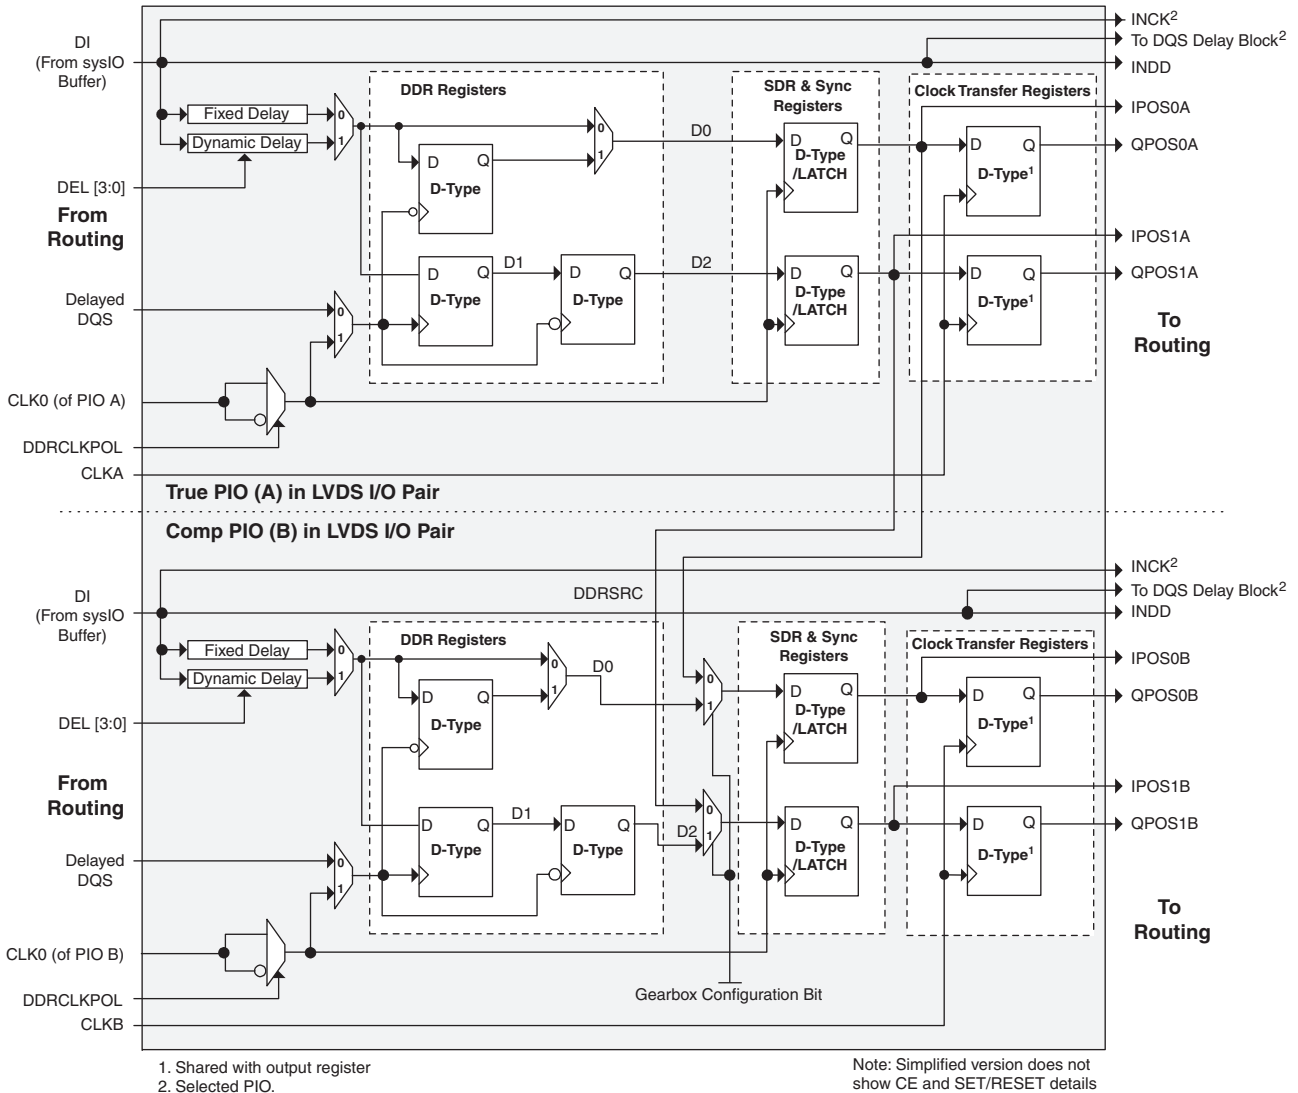 INCK2
DI
(From sysIO
Buffer)
To DQS Delay Block2
INDD
DDR Registers
SDR & Sync
Registers
Clock Transfer Registers
Fixed Delay
0
Dynamic Delay
1
0
1
D0
IPOS0A
D Q
D-Type
D Q
D-Type
/LATCH
D Q
D-Type1
QPOS0A
DEL [3:0]
From
Routing
IPOS1A
D Q
D-Type
D1
D Q
D-Type
D2
D Q
D-Type
/LATCH
D Q
D-Type1
QPOS1A
Delayed
DQS
0
1
To
Routing
CLK0 (of PIO A)
DDRCLKPOL
CLKA
True PIO (A) in LVDS I/O Pair
Comp PIO (B) in LVDS I/O Pair
INCK2
DI
(From sysIO
Buffer)
DDRSRC
To DQS Delay Block2
INDD
DDR Registers
SDR & Sync
Registers
Clock Transfer Registers
Fixed Delay
0
Dynamic Delay
1
0
1
D0
0
1
IPOS0B
D Q
D-Type
D Q
D-Type
/LATCH
D Q
D-Type1
QPOS0B
DEL [3:0]
From
Routing
IPOS1B
D Q
D-Type
D1
D Q
D-Type
D2
0
1
D Q
D-Type
/LATCH
D Q
D-Type1
QPOS1B
Delayed
DQS
0
1
To
Routing
CLK0 (of PIO B)
DDRCLKPOL
Gearbox Configuration Bit
CLKB
1. Shared with output register
2. Selected PIO.
Note: Simplified version does not
show CE and SET/RESET details